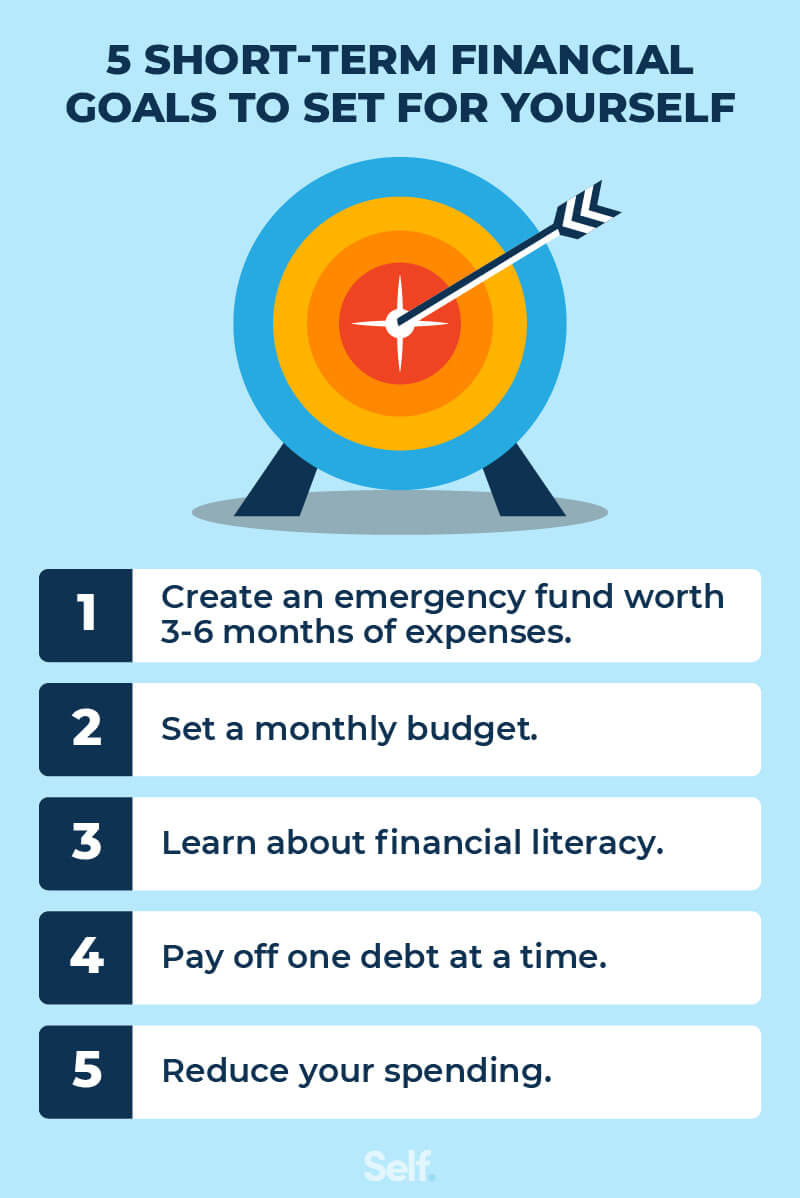 5 SHORT-TERM FINANCIAL
GOALS TO SET FOR YOURSELF
1
Create an emergency fund worth
3-6 months of expenses.
2
Set a monthly budget.
3
Learn about financial literacy.
4
Pay off one debt at a time.
5
Reduce your spending.
Self.